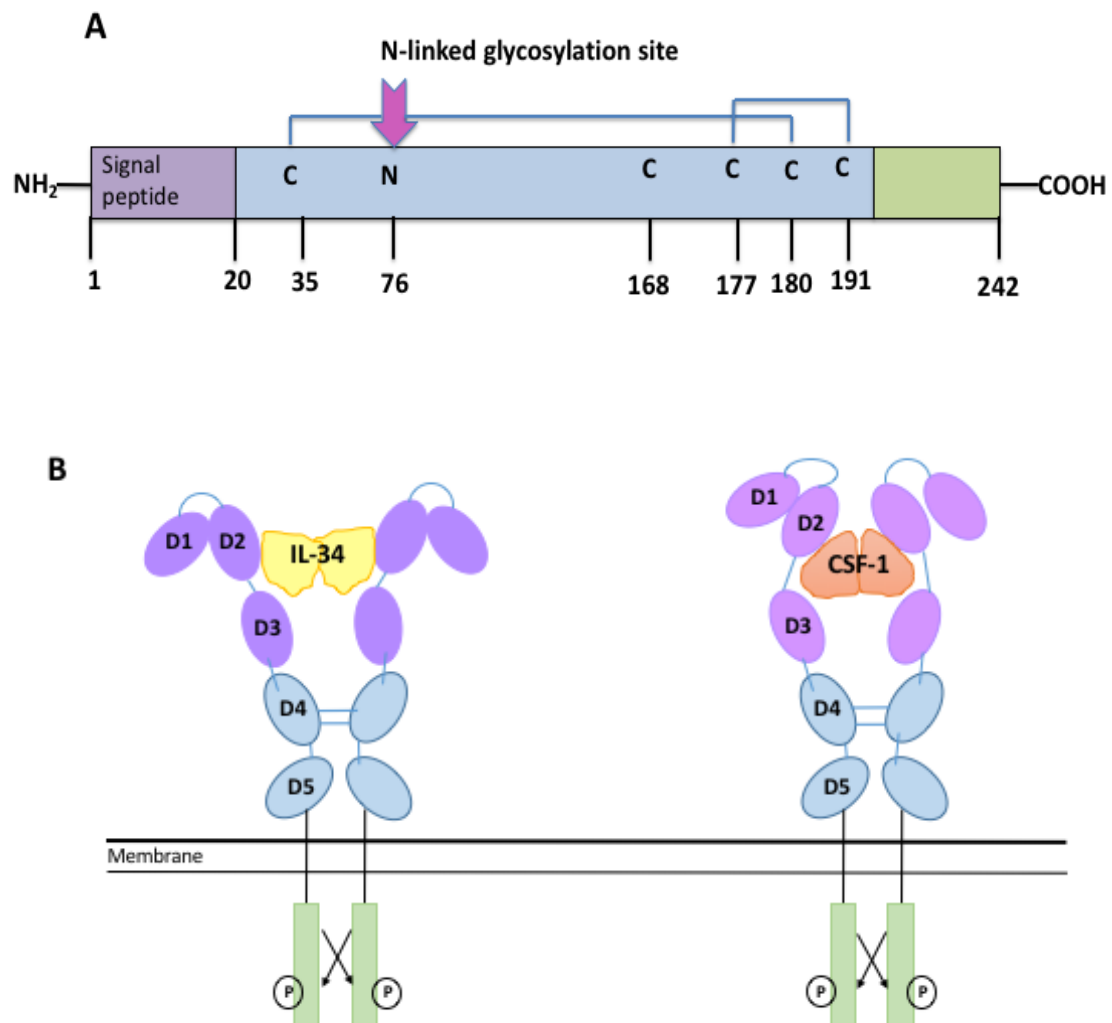 A
N-linked glycosylation site
NH₂
Signal
peptide
C
N
C
C
C
C
COOH
1
20
35
76
168
177
180
191
242
B
D1
D2
IL-34
D3
D4
D5
D1
D2
CSF-1
D3
D4
D5
Membrane
P
P
P
P